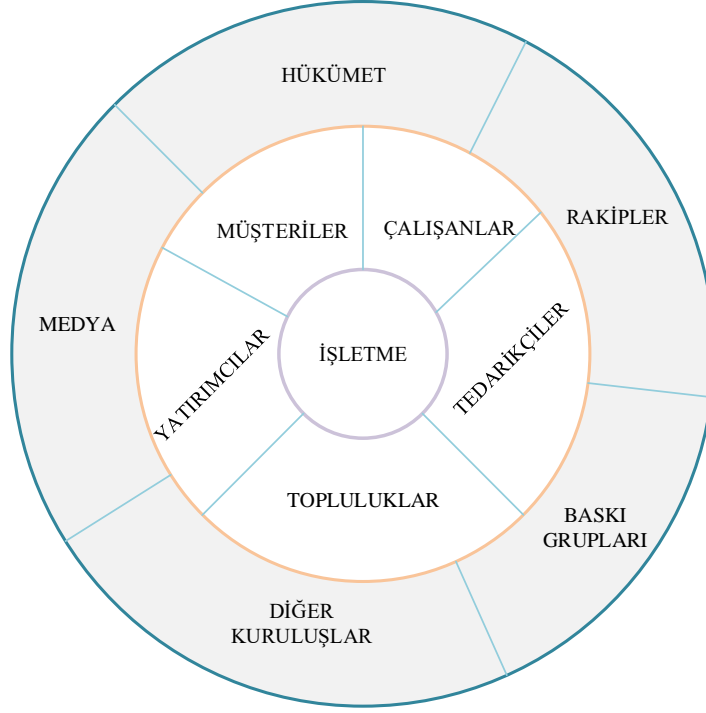 HÜKÜMET
MÜŞTERİLER
ÇALIŞANLAR
RAKİPLER
MEDYA
İŞLETME
YATIRIMCILAR
TEDARİKÇİLER
TOPLULUKLAR
BASKI
GRUPLARI
DİĞER
KURULUŞLAR